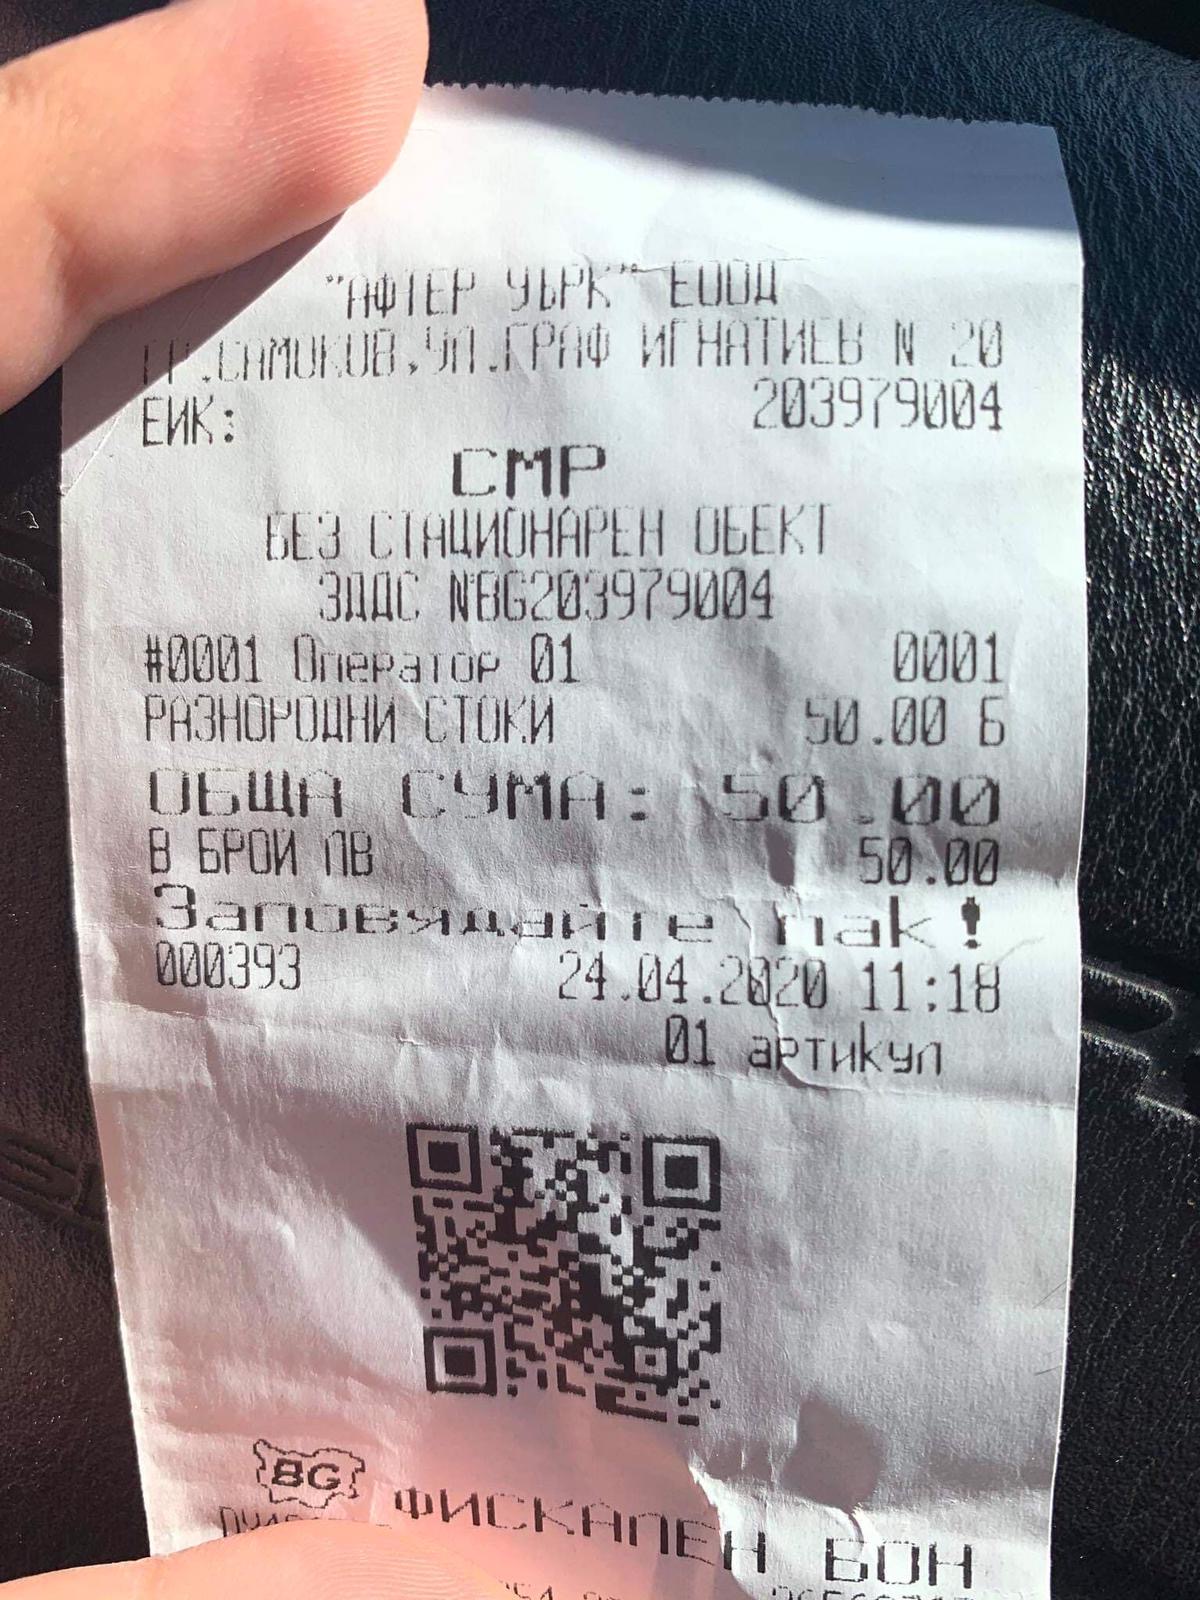 "АФТЕР УЪРК" ЕООД
ГР.САМОКОВ,УЛ.ГРАФ ИГНАТИЕВ N 20
ЕИК: 203979004
СМР
БЕЗ СТАЦИОНАРЕН ОБЕКТ
ЗДДС NBG203979004
#0001 Оператор 01 0001
РАЗНОРОДНИ СТОКИ 50.00 Б
ОБЩА СУМА: 50.00
В БРОЙ ЛВ 50.00
Заповядайте пак!
000393 24.04.2020 11:18
01 артикул
BG ФИСКАЛЕН БОН